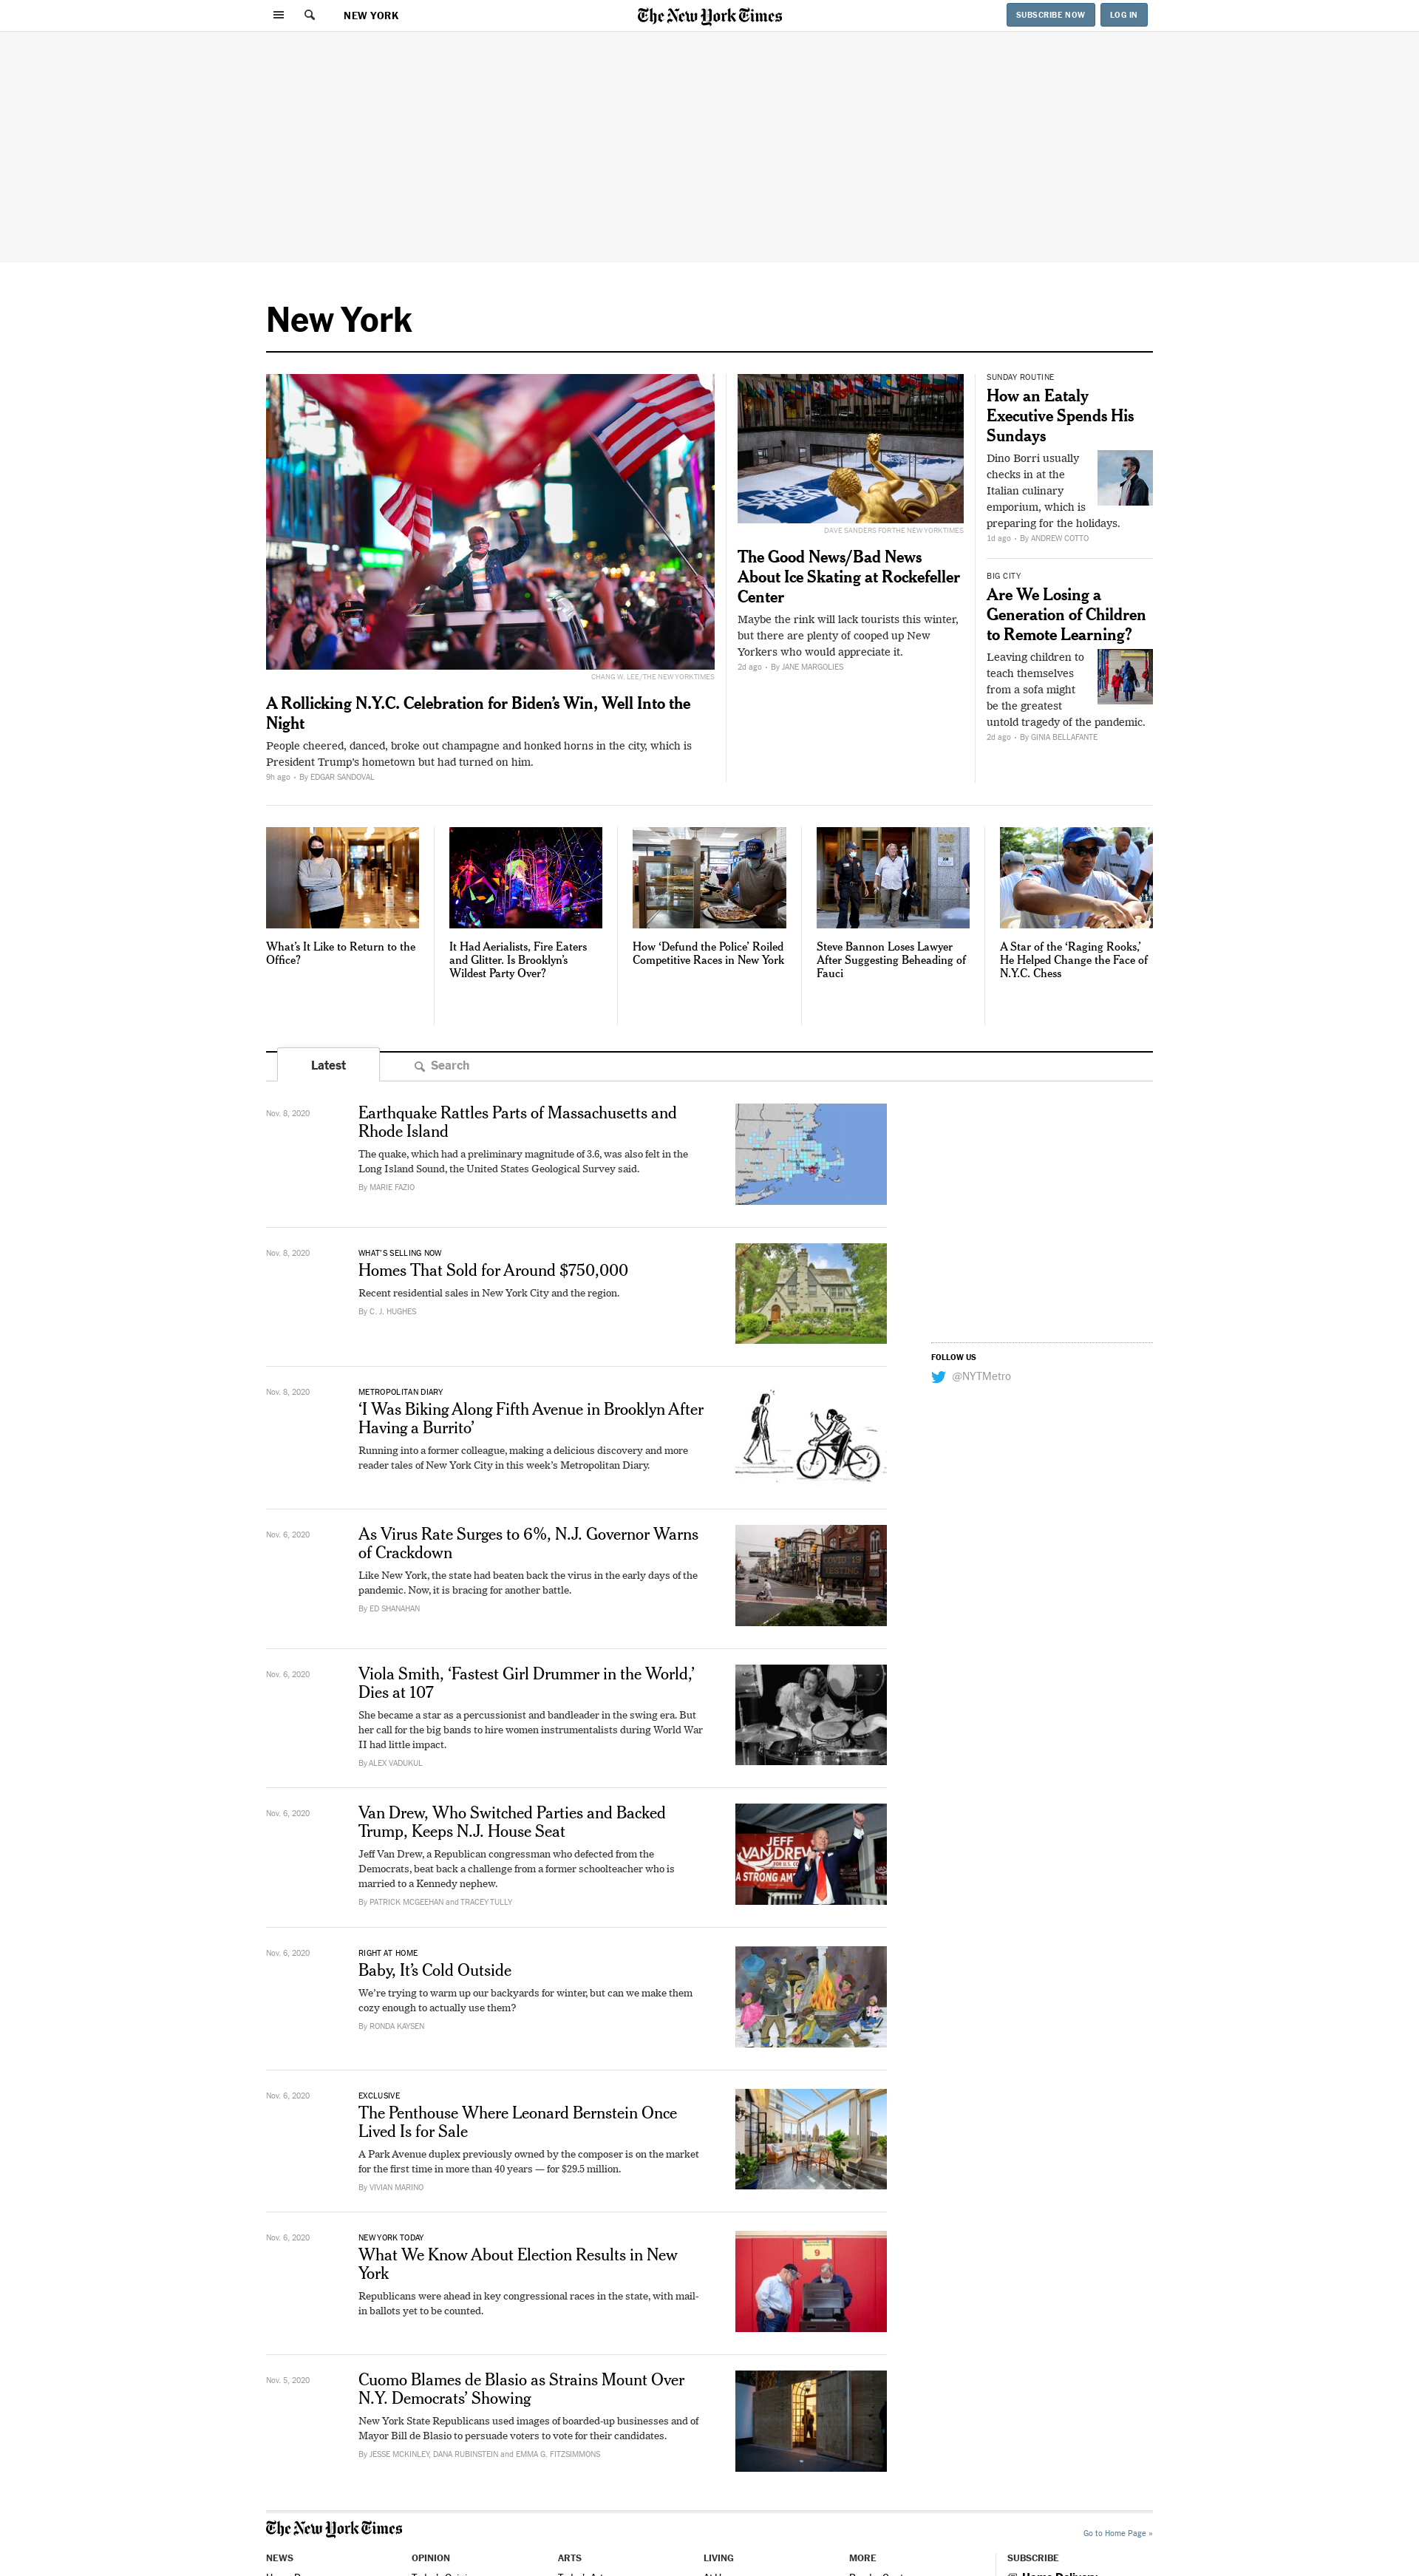 NEW YORK
The New York Times
SUBSCRIBE NOW
LOG IN
New York
CHANG W. LEE/THE NEW YORK TIMES
A Rollicking N.Y.C. Celebration for Biden's Win, Well Into the
Night
People cheered, danced, broke out champagne and honked horns in the city, which is
President Trump's hometown but had turned on him.
9h ago • By EDGAR SANDOVAL
DAVE SANDERS FOR THE NEW YORK TIMES
The Good News/Bad News
About Ice Skating at Rockefeller
Center
Maybe the rink will lack tourists this winter,
but there are plenty of cooped up New
Yorkers who would appreciate it.
2d ago • By JANE MARGOLIES
SUNDAY ROUTINE
How an Eataly
Executive Spends His
Sundays
Dino Borri usually
checks in at the
Italian culinary
emporium, which is
preparing for the holidays.
1d ago • By ANDREW COTTO
BIG CITY
Are We Losing a
Generation of Children
to Remote Learning?
Leaving children to
teach themselves
from a sofa might
be the greatest
untold tragedy of the pandemic.
2d ago • By GINIA BELLAFANTE
What's It Like to Return to the
Office?
It Had Aerialists, Fire Eaters
and Glitter. Is Brooklyn's
Wildest Party Over?
How 'Defund the Police' Roiled
Competitive Races in New York
500
Steve Bannon Loses Lawyer
After Suggesting Beheading of
Fauci
A Star of the 'Raging Rooks,'
He Helped Change the Face of
N.Y.C. Chess
Latest
Search
Nov. 8, 2020
Earthquake Rattles Parts of Massachusetts and
Rhode Island
The quake, which had a preliminary magnitude of 3.6, was also felt in the
Long Island Sound, the United States Geological Survey said.
By MARIE FAZIO
Nov. 8, 2020
WHAT'S SELLING NOW
Homes That Sold for Around $750,000
Recent residential sales in New York City and the region.
By C. J. HUGHES
FOLLOW US
@NYTMetro
Nov. 8, 2020
METROPOLITAN DIARY
'I Was Biking Along Fifth Avenue in Brooklyn After
Having a Burrito'
Running into a former colleague, making a delicious discovery and more
reader tales of New York City in this week's Metropolitan Diary.
Nov. 6, 2020
As Virus Rate Surges to 6%, N.J. Governor Warns
of Crackdown
Like New York, the state had beaten back the virus in the early days of the
pandemic. Now, it is bracing for another battle.
By ED SHANAHAN
COVID 19
TESTING
Nov. 6, 2020
Viola Smith, 'Fastest Girl Drummer in the World,'
Dies at 107
She became a star as a percussionist and bandleader in the swing era. But
her call for the big bands to hire women instrumentalists during World War
II had little impact.
By ALEX VADUKUL
Nov. 6, 2020
Van Drew, Who Switched Parties and Backed
Trump, Keeps N.J. House Seat
Jeff Van Drew, a Republican congressman who defected from the
Democrats, beat back a challenge from a former schoolteacher who is
married to a Kennedy nephew.
By PATRICK MCGEEHAN and TRACEY TULLY
JEFF
VAN DREW
FOR U.S. CO
A STRONG AM
Nov. 6, 2020
RIGHT AT HOME
Baby, It's Cold Outside
We're trying to warm up our backyards for winter, but can we make them
cozy enough to actually use them?
By RONDA KAYSEN
Nov. 6, 2020
EXCLUSIVE
The Penthouse Where Leonard Bernstein Once
Lived Is for Sale
A Park Avenue duplex previously owned by the composer is on the market
for the first time in more than 40 years — for $29.5 million.
By VIVIAN MARINO
Nov. 6, 2020
NEW YORK TODAY
What We Know About Election Results in New
York
Republicans were ahead in key congressional races in the state, with mail-
in ballots yet to be counted.
9
Nov. 5, 2020
Cuomo Blames de Blasio as Strains Mount Over
N.Y. Democrats' Showing
New York State Republicans used images of boarded-up businesses and of
Mayor Bill de Blasio to persuade voters to vote for their candidates.
By JESSE MCKINLEY, DANA RUBINSTEIN and EMMA G. FITZSIMMONS
The New York Times
Go to Home Page »
NEWS
OPINION
ARTS
LIVING
MORE
SUBSCRIBE